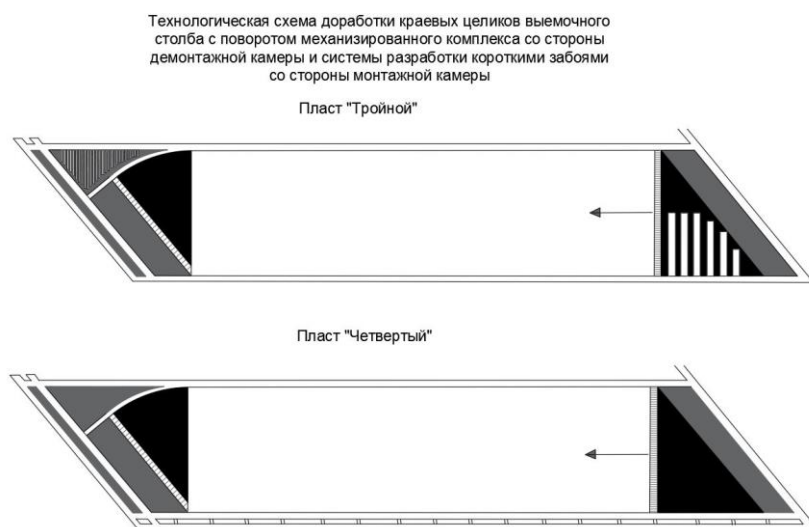 Технологическая схема доработки краевых целиков выемочного
столба с поворотом механизированного комплекса со стороны
демонтажной камеры и системы разработки короткими забоями
со стороны монтажной камеры
Пласт "Тройной"
Пласт "Четвертый"